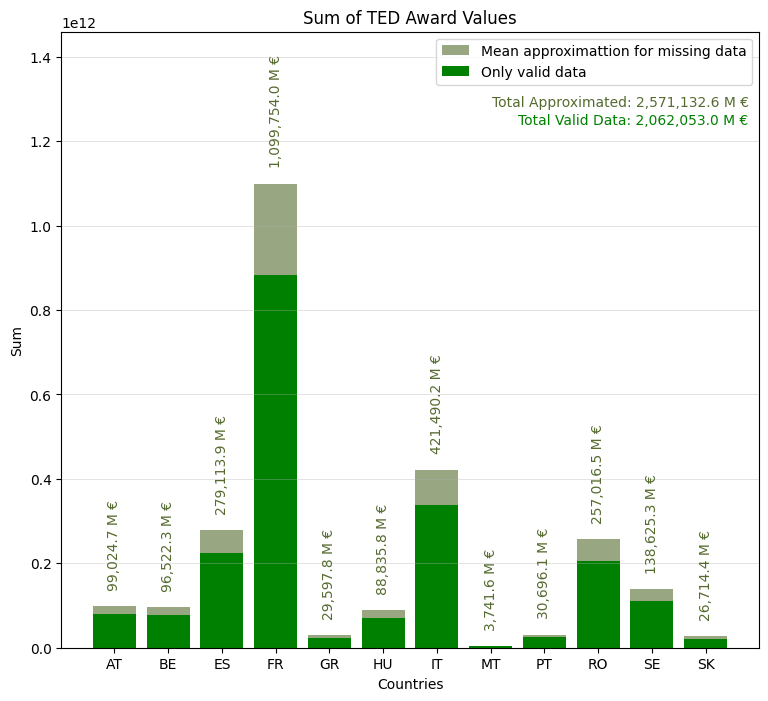 Sum of TED Award Values
1e12
Mean approximattion for missing data
Only valid data
Total Approximated: 2,571,132.6 M €
Total Valid Data: 2,062,053.0 M €
1.4
1.2
1.0
0.8
0.6
0.4
0.2
0.0
Sum
99,024.7 M €
96,522.3 M €
279,113.9 M €
1,099,754.0 M €
29,597.8 M €
88,835.8 M €
421,490.2 M €
3,741.6 M €
30,696.1 M €
257,016.5 M €
138,625.3 M €
26,714.4 M €
AT BE ES FR GR HU IT MT PT RO SE SK
Countries